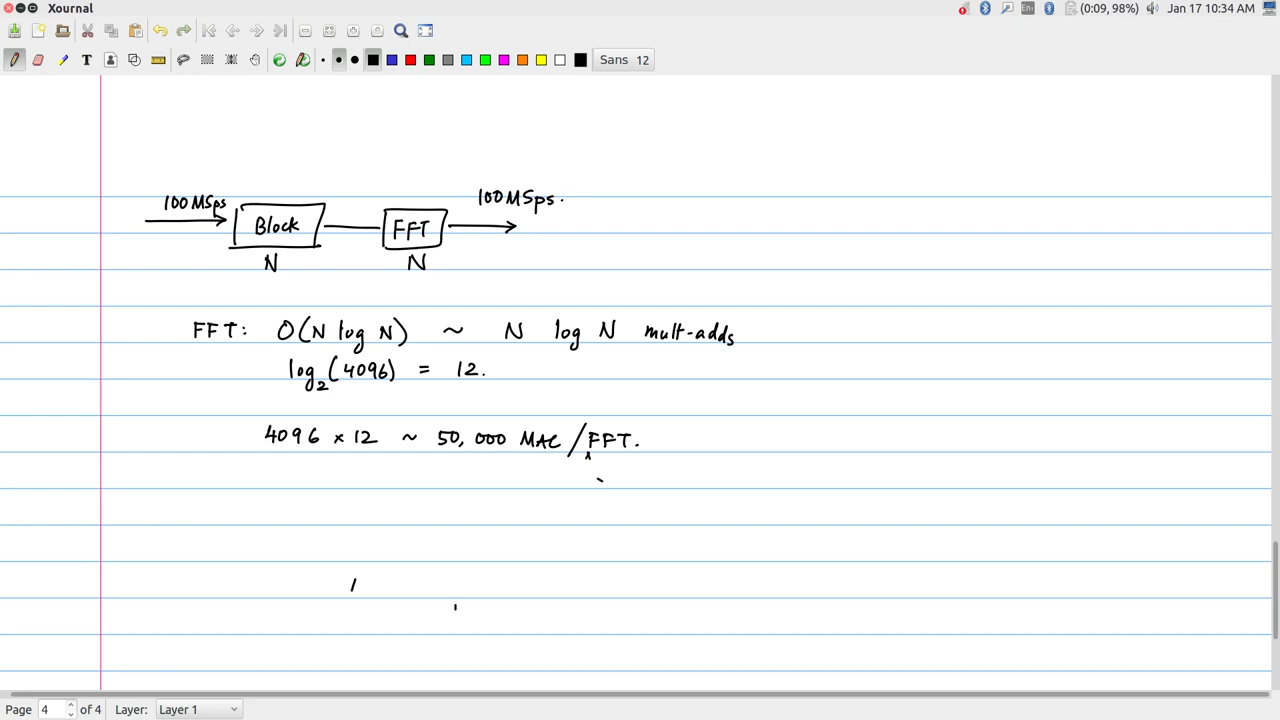 Xournal
(0:09, 98%) Jan 17 10:34 AM
En
Sans 12
100 MSps
100 MSps.
Block
FFT
N
N
FFT: O(N log N) ~ N log N mult-adds
log2(4096) = 12.
4096 × 12 ~ 50,000 MAC/FFT.
Page 4 of 4 Layer: Layer 1